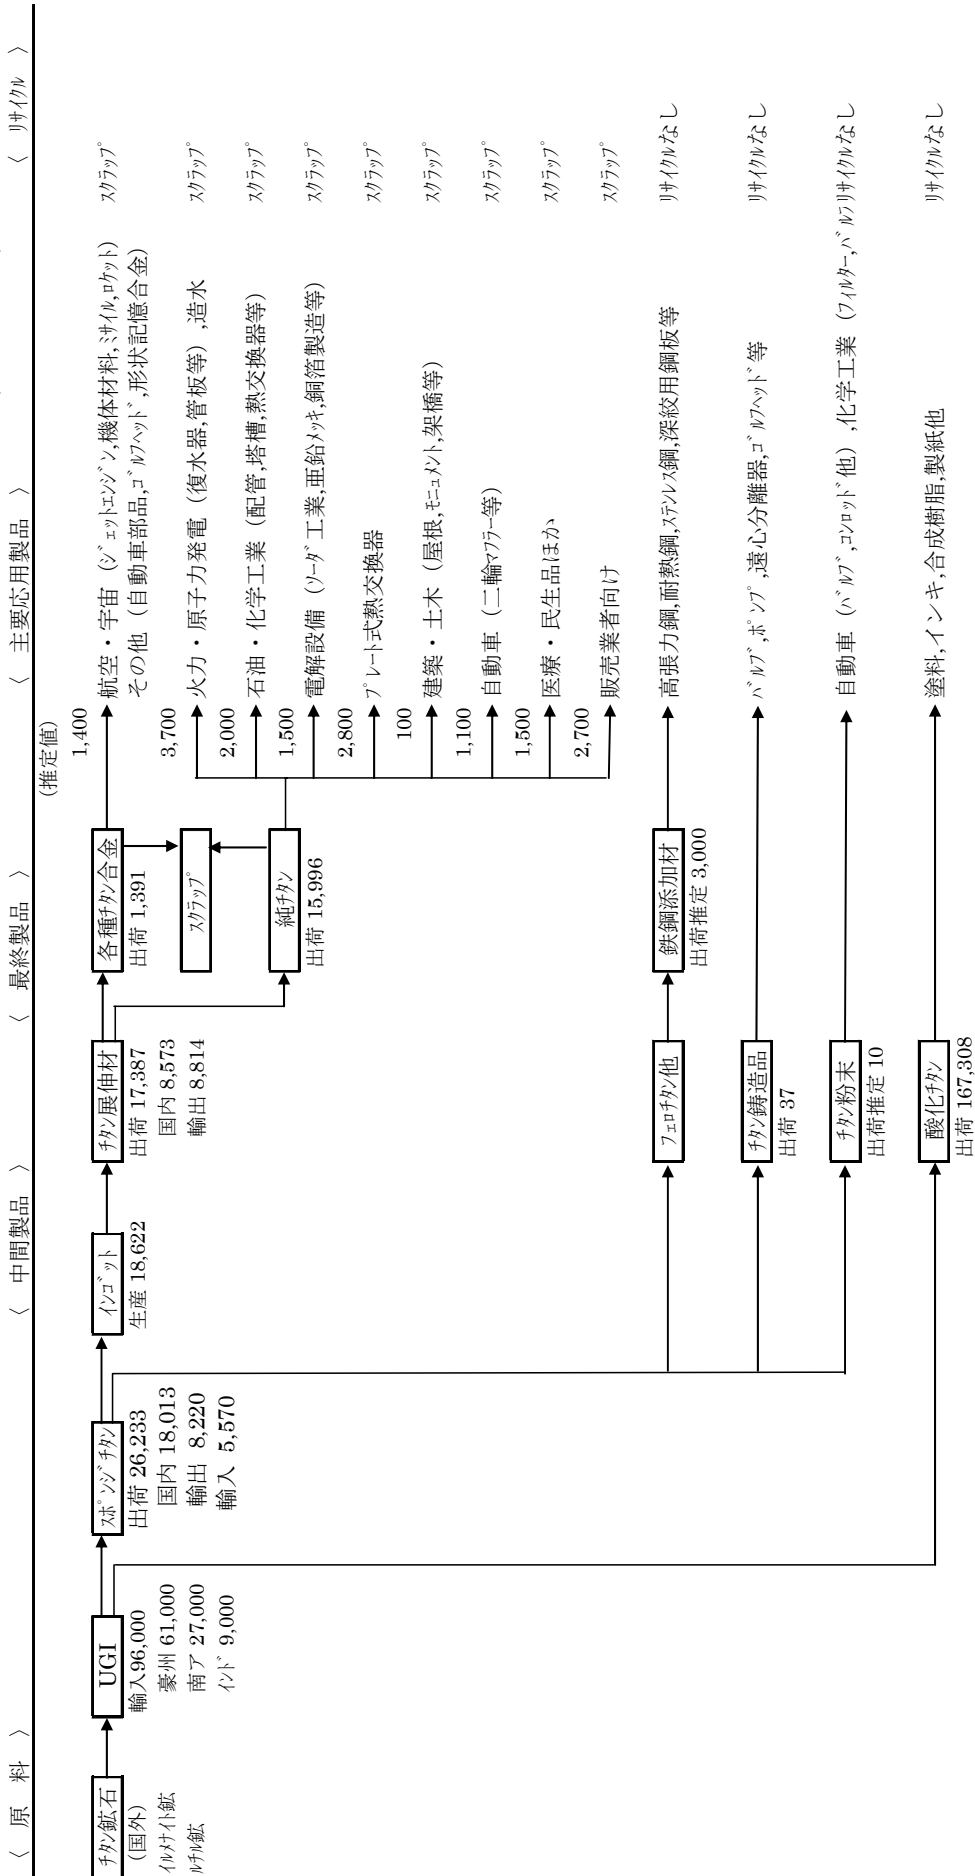 〈 原 料 〉
〈 中間製品 〉
〈 最終製品 〉
〈 主要応用製品 〉
〈 ﾘｻｲｸﾙ 〉
(推定値)
ﾁﾀﾝ鉱石
(国外)
ｲﾙﾒﾅｲﾄ鉱
ﾙﾁﾙ鉱
UGI
輸入96,000
豪州 61,000
南ア 27,000
ｲﾝﾄﾞ 9,000
ｽﾎﾟﾝｼﾞﾁﾀﾝ
出荷 26,233
国内 18,013
輸出 8,220
輸入 5,570
ｲﾝｺﾞｯﾄ
生産 18,622
ﾁﾀﾝ展伸材
出荷 17,387
国内 8,573
輸出 8,814
各種ﾁﾀﾝ合金
出荷 1,391
ｽｸﾗｯﾌﾟ
純ﾁﾀﾝ
出荷 15,996
1,400
航空・宇宙 (ｼﾞｪｯﾄｴﾝｼﾞﾝ,機体材料,ﾐｻｲﾙ,ﾛｹｯﾄ)
ｽｸﾗｯﾌﾟ
その他 (自動車部品,ｺﾞﾙﾌﾍｯﾄﾞ,形状記憶合金)
3,700
火力・原子力発電 (復水器,管板等) ,造水
ｽｸﾗｯﾌﾟ
2,000
石油・化学工業 (配管,塔槽,熱交換器等)
ｽｸﾗｯﾌﾟ
1,500
電解設備 (ｿｰﾀﾞ工業,亜鉛ﾒｯｷ,銅箔製造等)
ｽｸﾗｯﾌﾟ
2,800
ﾌﾟﾚｰﾄ式熱交換器
ｽｸﾗｯﾌﾟ
100
建築・土木 (屋根,ﾓﾆｭﾒﾝﾄ,架橋等)
ｽｸﾗｯﾌﾟ
1,100
自動車 (二輪ﾏﾌﾗｰ等)
ｽｸﾗｯﾌﾟ
1,500
医療・民生品ほか
ｽｸﾗｯﾌﾟ
2,700
販売業者向け
ｽｸﾗｯﾌﾟ
ﾌｪﾛﾁﾀﾝ他
鉄鋼添加材
出荷推定 3,000
高張力鋼,耐熱鋼,ｽﾃﾝﾚｽ鋼,深絞用鋼板等
ﾘｻｲｸﾙなし
ﾁﾀﾝ鋳造品
出荷 37
ﾊﾞﾙﾌﾞ,ﾎﾟﾝﾌﾟ,遠心分離器,ｺﾞﾙﾌﾍｯﾄﾞ等
ﾘｻｲｸﾙなし
ﾁﾀﾝ粉末
出荷推定 10
自動車 (ﾊﾞﾙﾌﾞ,ｺﾝﾛｯﾄﾞ他) ,化学工業 (ﾌｨﾙﾀｰ,ﾊﾞﾙﾌ
ﾘｻｲｸﾙなし
酸化ﾁﾀﾝ
出荷 167,308
塗料,インキ,合成樹脂,製紙他
ﾘｻｲｸﾙなし